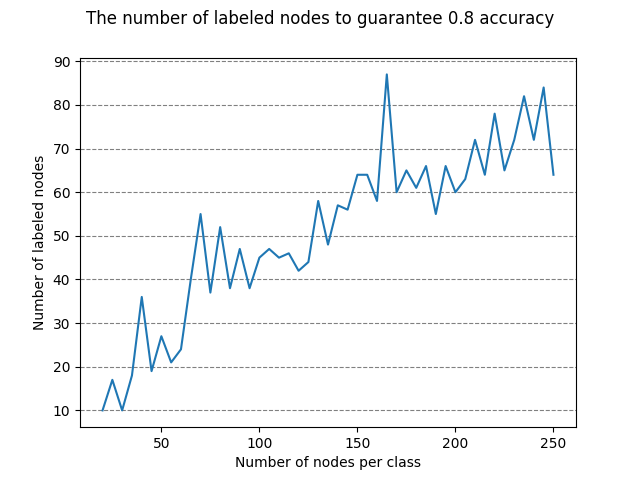 The number of labeled nodes to guarantee 0.8 accuracy
90
80
70
60
50
40
30
20
10
Number of labeled nodes
50 100 150 200 250
Number of nodes per class